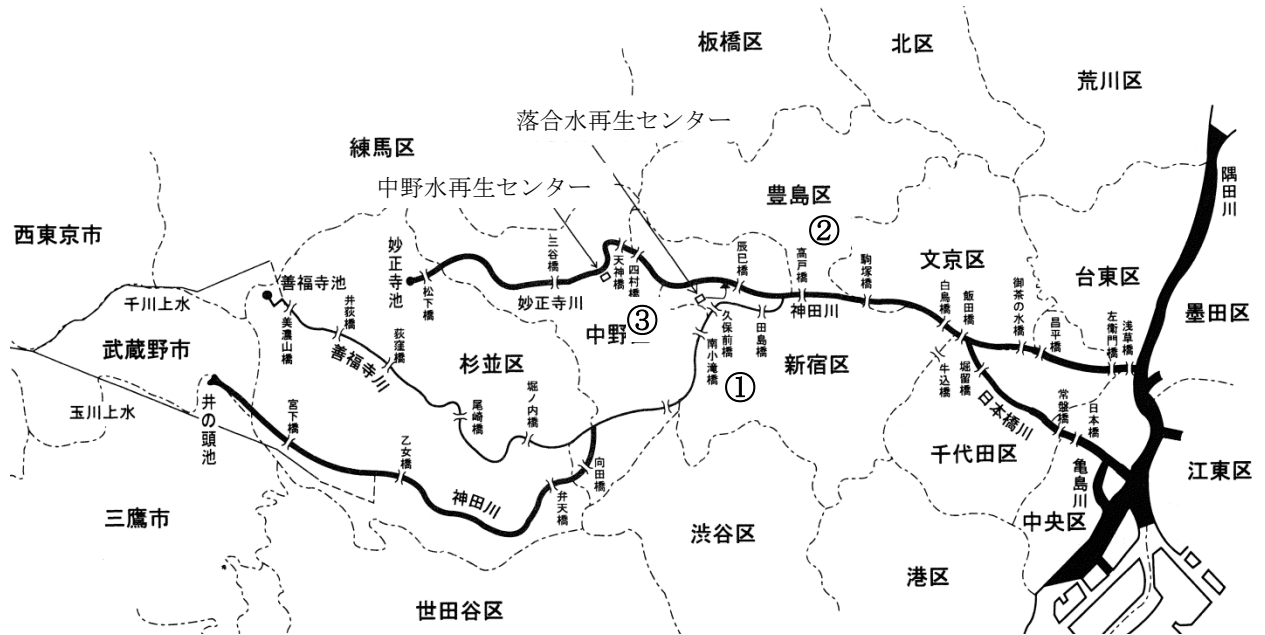 板橋区
北区
荒川区
落合水再生センター
練馬区
中野水再生センター
豊島区
隅田川
西東京市
妙正寺池
三谷橋
天神橋
四村橋
辰巳橋
②
高戸橋
駒塚橋
文京区
台東区
善福寺池
千川上水
松下橋
妙正寺川
神田川
白鳥橋
飯田橋
御茶の水橋
昌平橋
左衛門橋
浅草橋
墨田区
美濃山橋
井荻橋
荻窪橋
中野
③
久保前橋
田島橋
武蔵野市
善福寺川
杉並区
南小滝橋
新宿区
牛込橋
堀留橋
①
玉川上水
井の頭池
宮下橋
尾崎橋
堀ノ内橋
日本橋川
常盤橋
日本橋
乙女橋
向田橋
千代田区
亀島川
江東区
神田川
弁天橋
三鷹市
渋谷区
中央区
港区
世田谷区